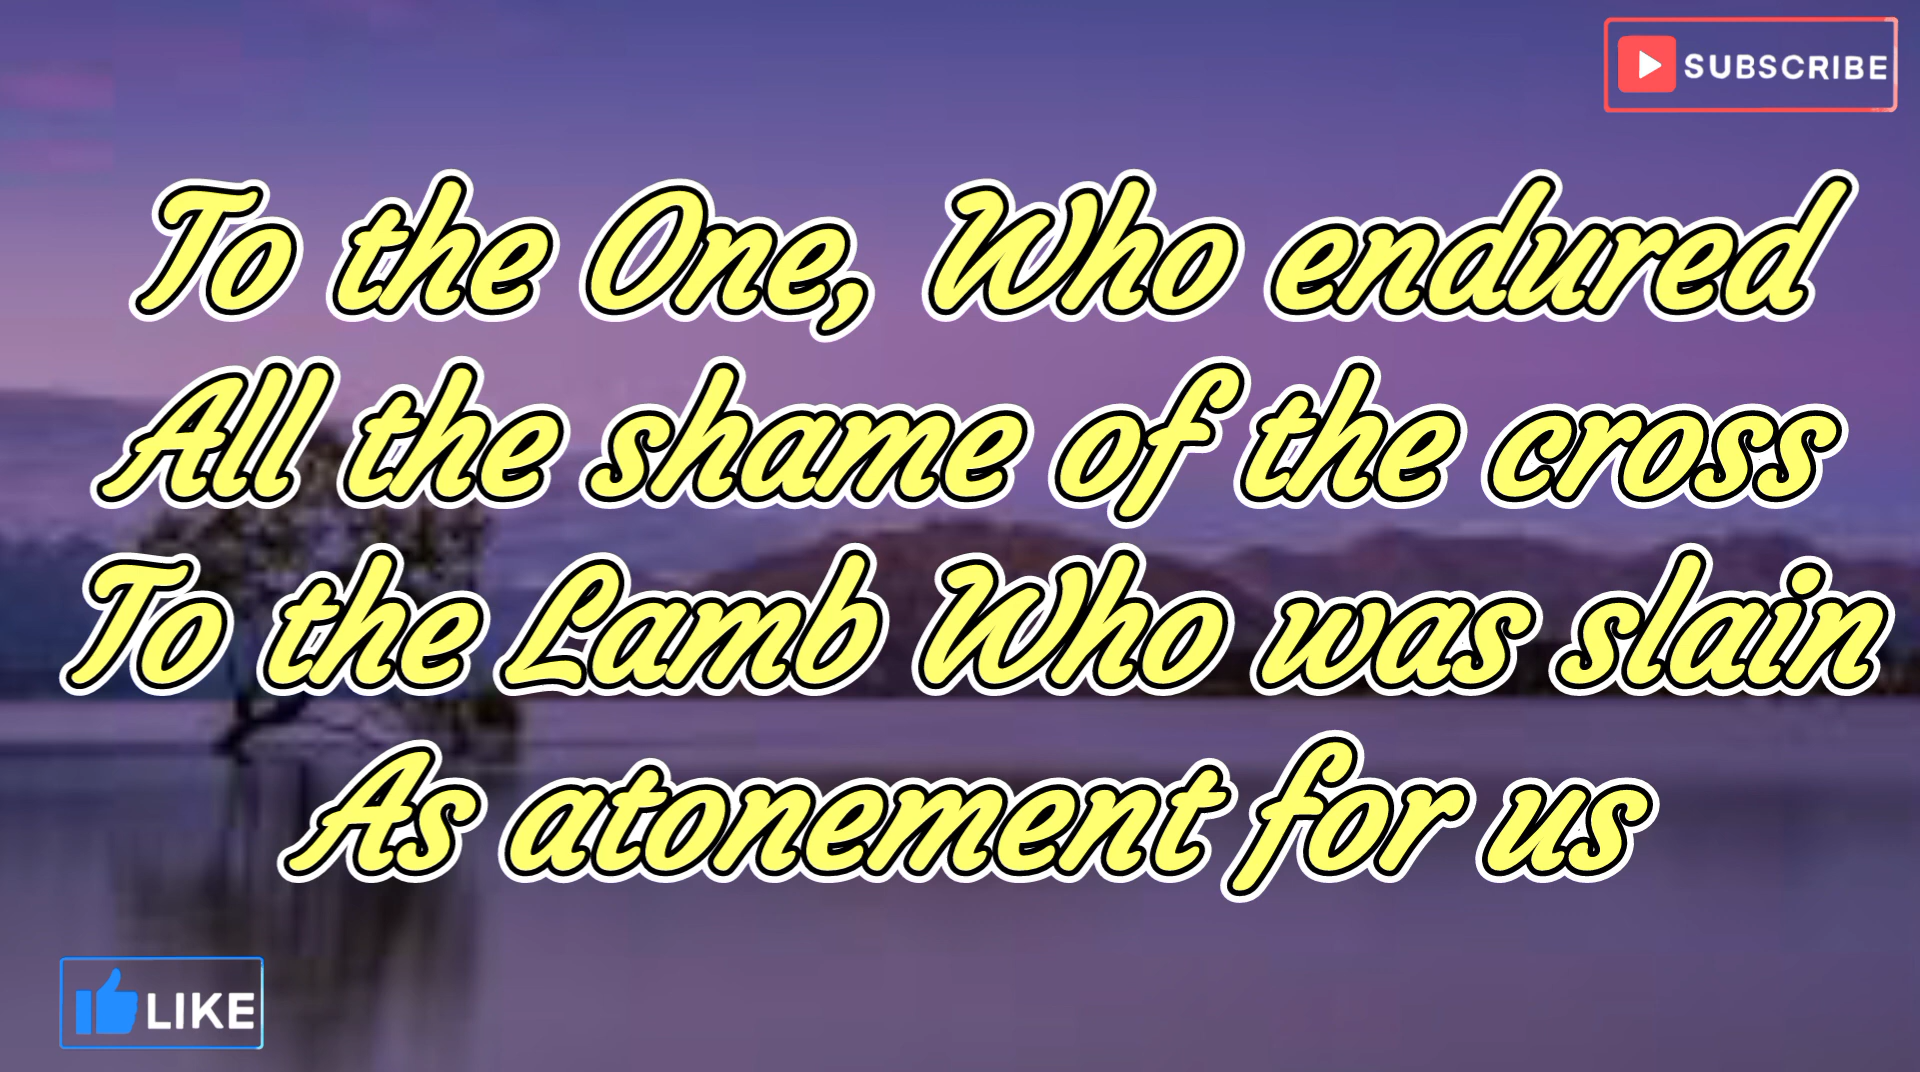 SUBSCRIBE
To the One, Who endured
All the shame of the cross
To the Lamb Who was slain
As atonement for us
LIKE